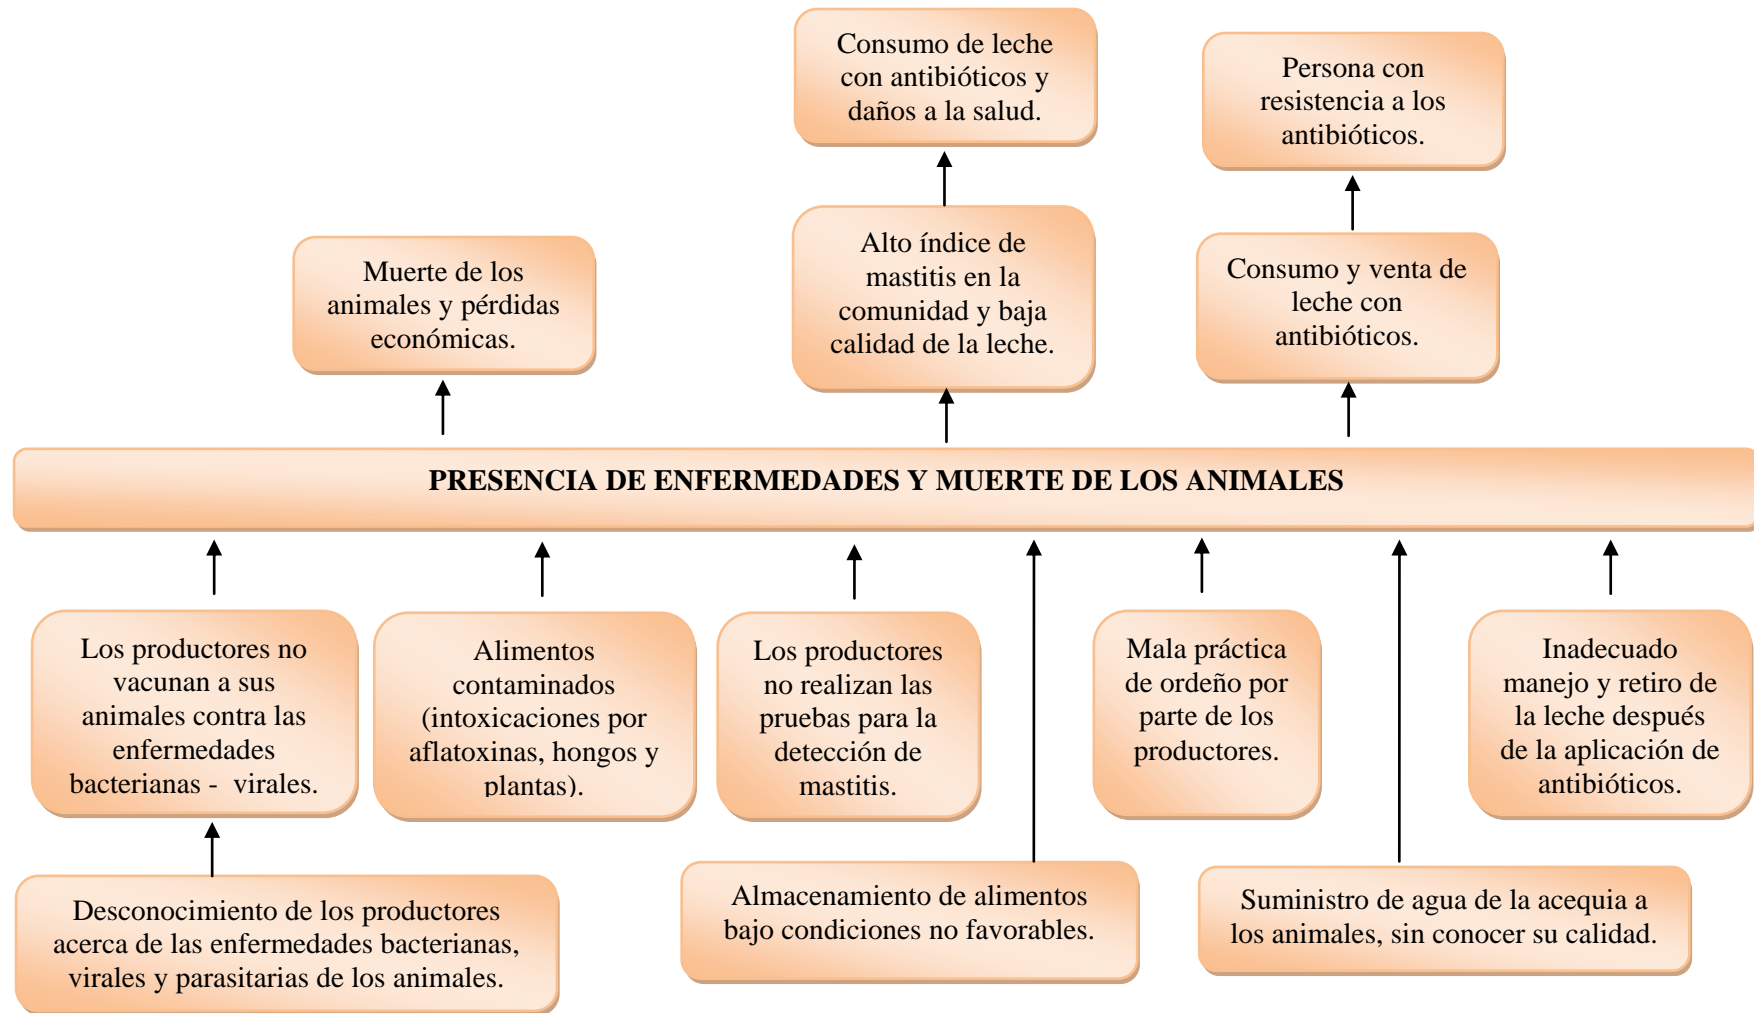 Consumo de leche
con antibióticos y
daños a la salud.
Persona con
resistencia a los
antibióticos.
Muerte de los
animales y pérdidas
económicas.
Alto índice de
mastitis en la
comunidad y baja
calidad de la leche.
Consumo y venta de
leche con
antibióticos.
PRESENCIA DE ENFERMEDADES Y MUERTE DE LOS ANIMALES
Los productores no
vacunan a sus
animales contra las
enfermedades
bacterianas - virales.
Alimentos
contaminados
(intoxicaciones por
aflatoxinas, hongos y
plantas).
Los productores
no realizan las
pruebas para la
detección de
mastitis.
Mala práctica
de ordeño por
parte de los
productores.
Inadecuado
manejo y retiro de
la leche después
de la aplicación de
antibióticos.
Desconocimiento de los productores
acerca de las enfermedades bacterianas,
virales y parasitarias de los animales.
Almacenamiento de alimentos
bajo condiciones no favorables.
Suministro de agua de la acequia a
los animales, sin conocer su calidad.